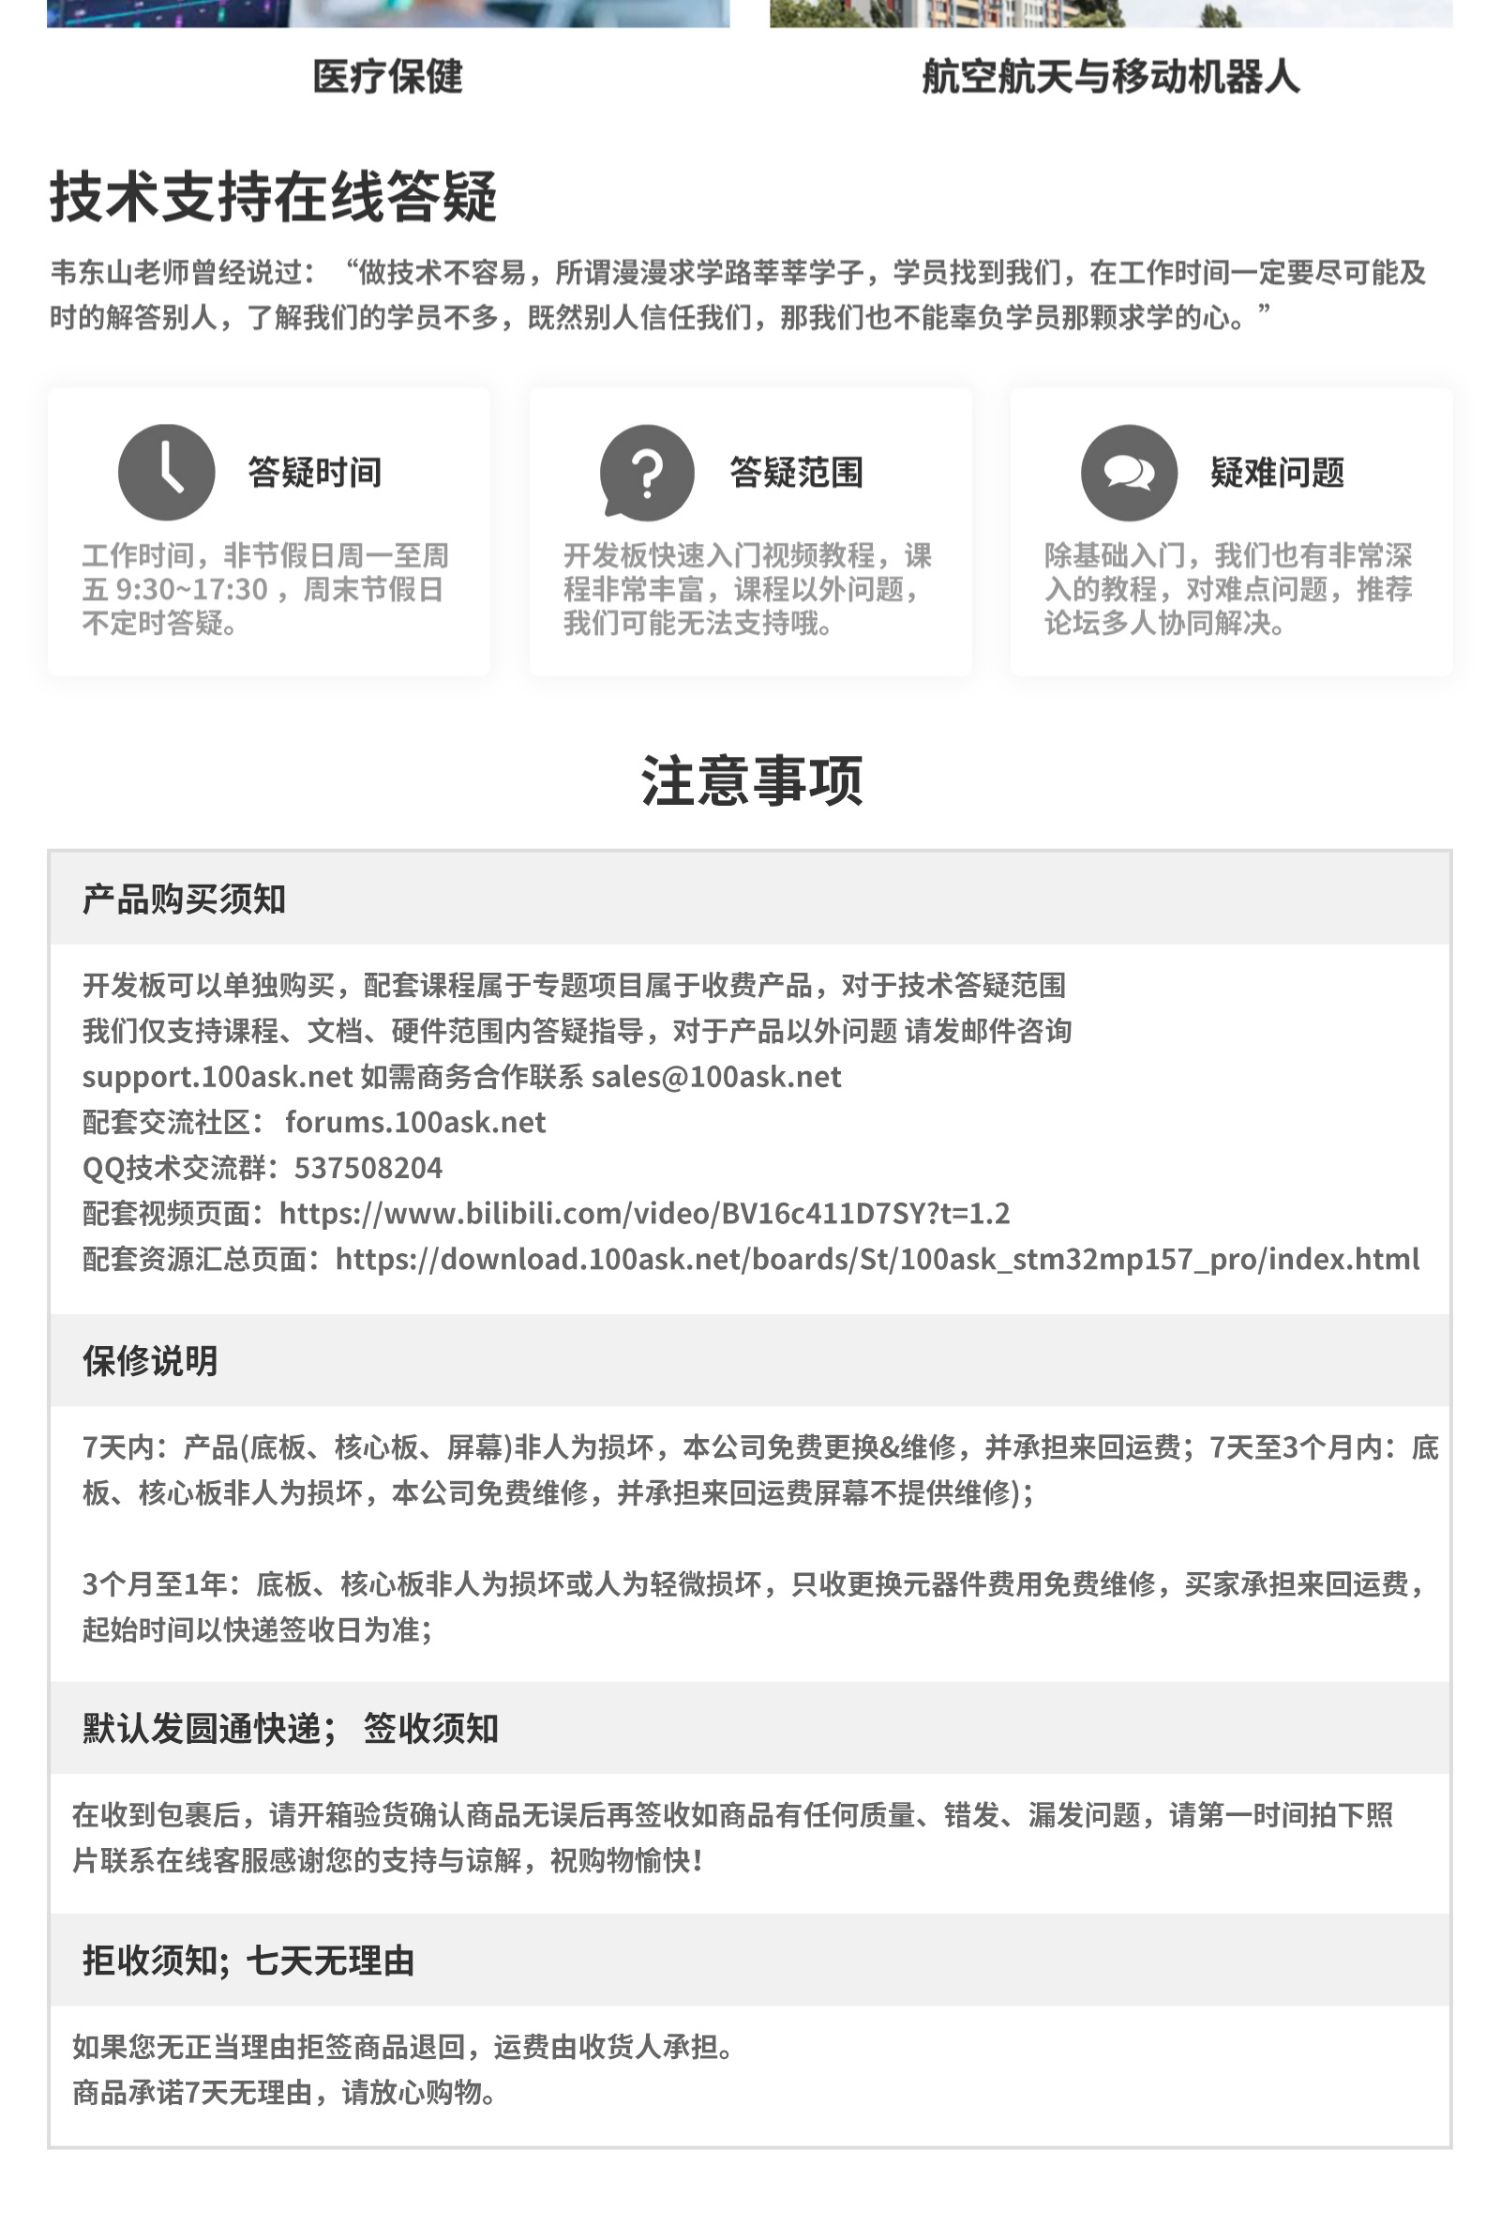 医疗保健
航空航天与移动机器人
技术支持在线答疑
韦东山老师曾经说过：“做技术不容易，所谓漫漫求学路莘莘学子，学员找到我们，在工作时间一定要尽可能及
时的解答别人，了解我们的学员不多，既然别人信任我们，那我们也不能辜负学员那颗求学的心。”
答疑时间
工作时间，非节假日周一至周
五 9:30~17:30 ，周末节假日
不定时答疑。
答疑范围
开发板快速入门视频教程，课
程非常丰富，课程以外问题，
我们可能无法支持哦。
疑难问题
除基础入门，我们也有非常深
入的教程，对难点问题，推荐
论坛多人协同解决。
注意事项
产品购买须知
开发板可以单独购买，配套课程属于专题项目属于收费产品，对于技术答疑范围
我们仅支持课程、文档、硬件范围内答疑指导，对于产品以外问题 请发邮件咨询
support.100ask.net 如需商务合作联系 sales@100ask.net
配套交流社区： forums.100ask.net
QQ技术交流群：537508204
配套视频页面：https://www.bilibili.com/video/BV16c411D7SY?t=1.2
配套资源汇总页面：https://download.100ask.net/boards/St/100ask_stm32mp157_pro/index.html
保修说明
7天内：产品(底板、核心板、屏幕)非人为损坏，本公司免费更换&维修，并承担来回运费；7天至3个月内：底
板、核心板非人为损坏，本公司免费维修，并承担来回运费屏幕不提供维修)；
3个月至1年：底板、核心板非人为损坏或人为轻微损坏，只收更换元器件费用免费维修，买家承担来回运费，
起始时间以快递签收日为准；
默认发圆通快递； 签收须知
在收到包裹后，请开箱验货确认商品无误后再签收如商品有任何质量、错发、漏发问题，请第一时间拍下照
片联系在线客服感谢您的支持与谅解，祝购物愉快！
拒收须知；七天无理由
如果您无正当理由拒签商品退回，运费由收货人承担。
商品承诺7天无理由，请放心购物。